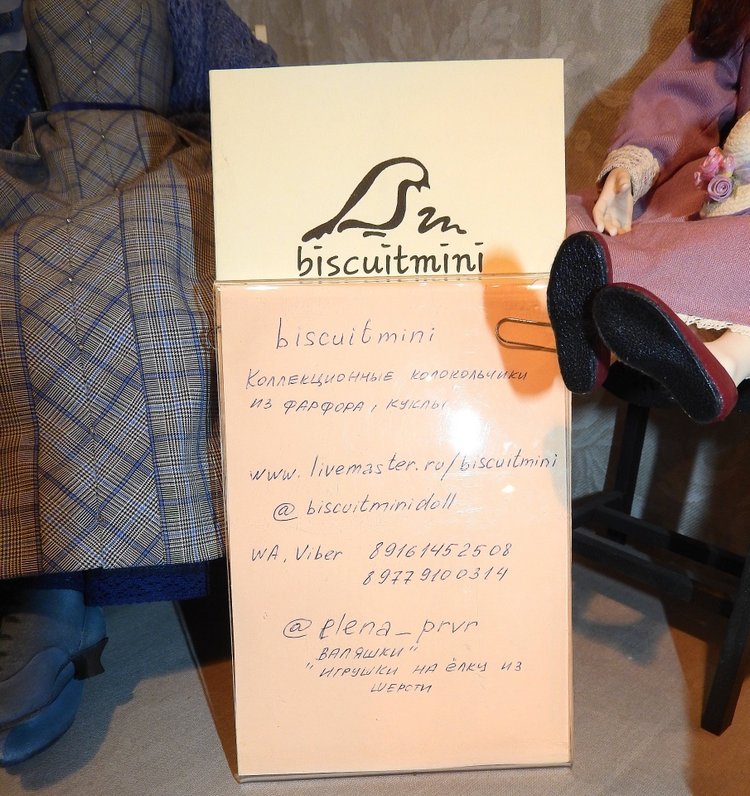 biscuitmini
biscuitmini
Коллекционные колокольчики
из фарфора, куклы
www.livemaster.ru/biscuitmini
@biscuitminidoll
WA, Viber 89161452508
89779100314
@elena_prvr
"Валяшки"
"игрушки на ёлку из
шерсти